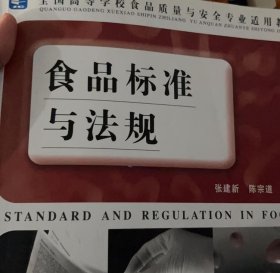 全国高等学校食品质量与安全专业适用
QUANGUO GAODENG XUEXIAO SHIPIN ZHILIANG YU ANQUAN ZHUANYE SHIYONG
食品标准
与法规
张建新 陈宗道
STANDARD AND REGULATION IN FO